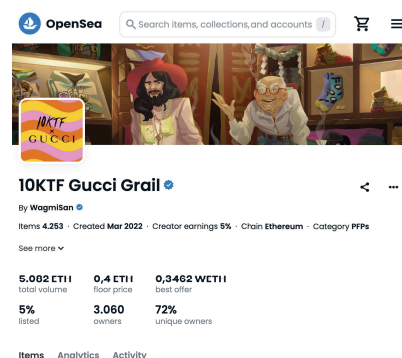 OpenSea
Search items, collections, and accounts /
10KTF
x
GUCCI
10KTF Gucci Grail
By WagmiSan
Items 4.253 · Created Mar 2022 · Creator earnings 5% · Chain Ethereum · Category PFPs
See more
5.082 ETH 0,4 ETH 0,3462 WETH
total volume floor price best offer
5% 3.060 72%
listed owners unique owners
Items Analytics Activity